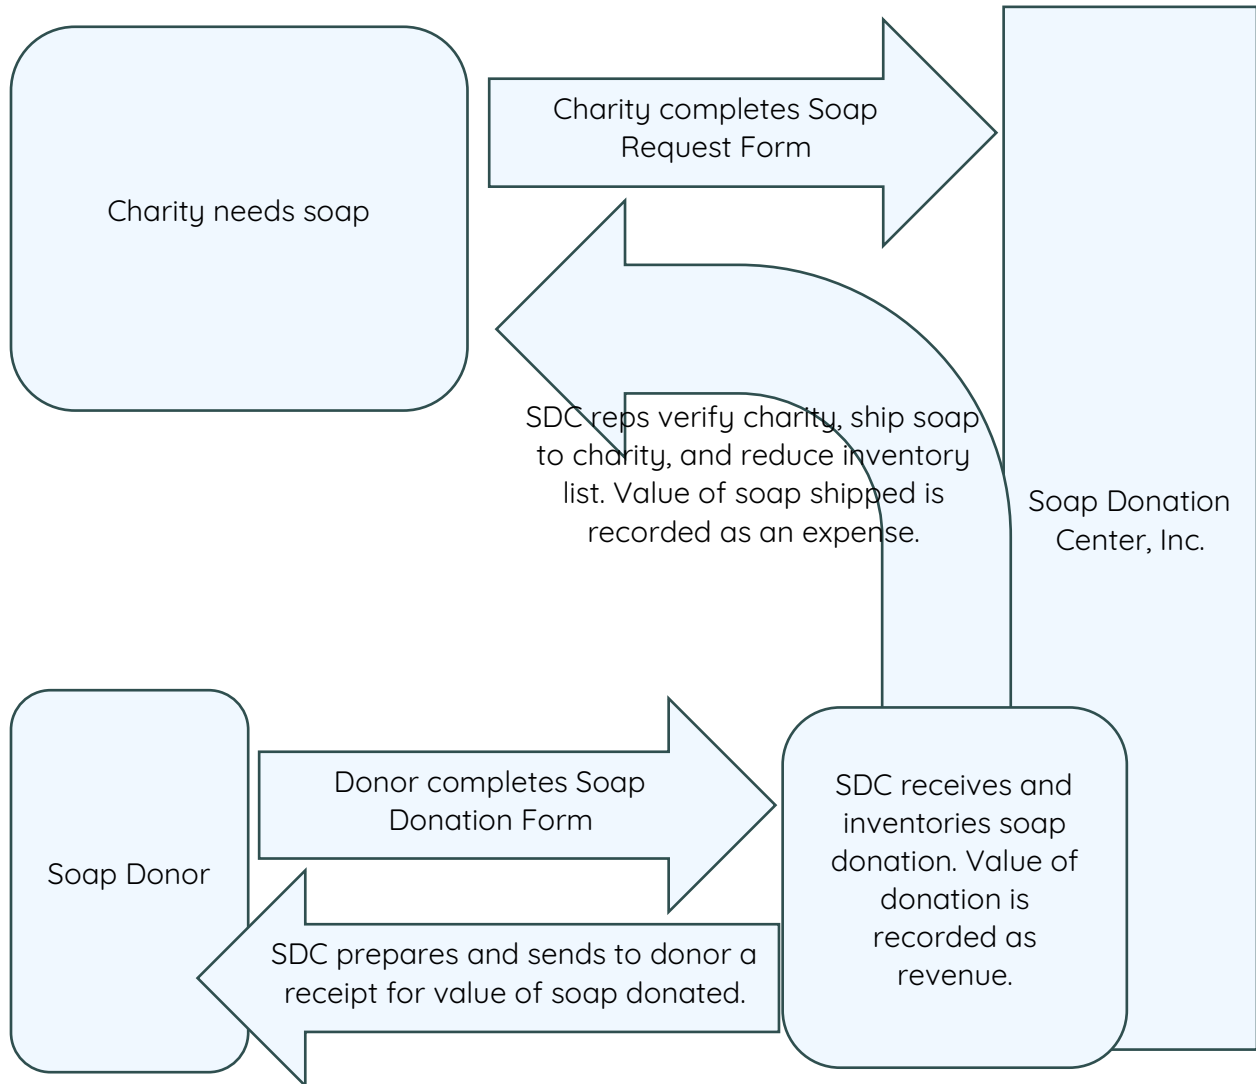 Charity completes Soap
Request Form
Charity needs soap
SDC reps verify charity, ship soap
to charity, and reduce inventory
list. Value of soap shipped is
recorded as an expense.
Soap Donation
Center, Inc.
Donor completes Soap
Donation Form
Soap Donor
SDC prepares and sends to donor a
receipt for value of soap donated.
SDC receives and
inventories soap
donation. Value of
donation is
recorded as
revenue.